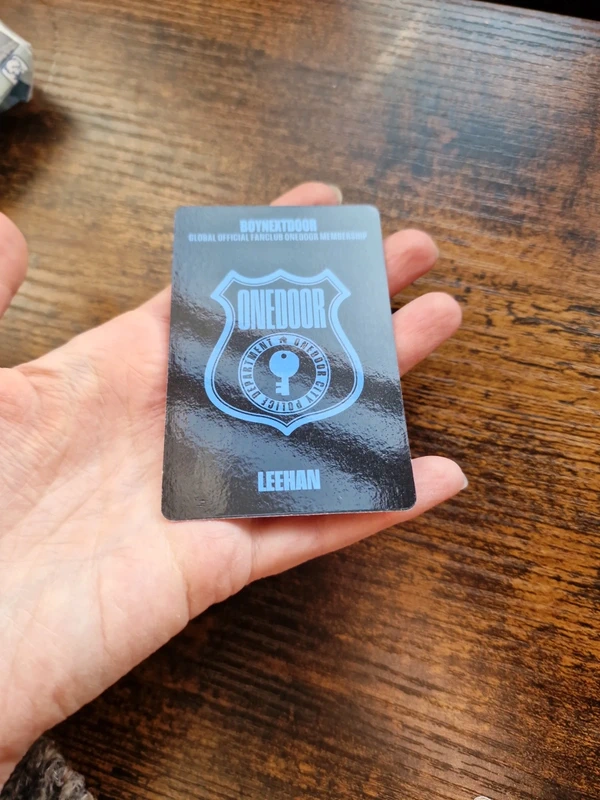 BOYNEXTDOOR
GLOBAL OFFICIAL FANCLUB ONEDOOR MEMBERSHIP
ONEDOOR
ONEDOOR CITY POLICE DEPARTMENT
LEEHAN